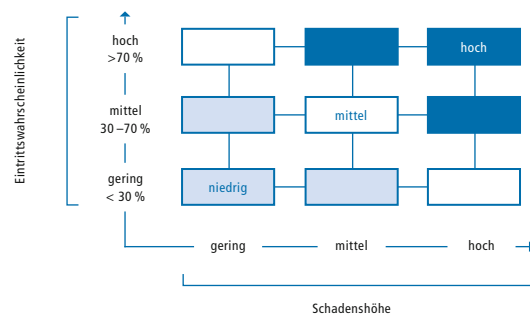 Eintrittswahrscheinlichkeit
hoch
>70 %
hoch
mittel
30–70 %
mittel
gering
< 30 %
niedrig
gering mittel hoch
Schadenshöhe